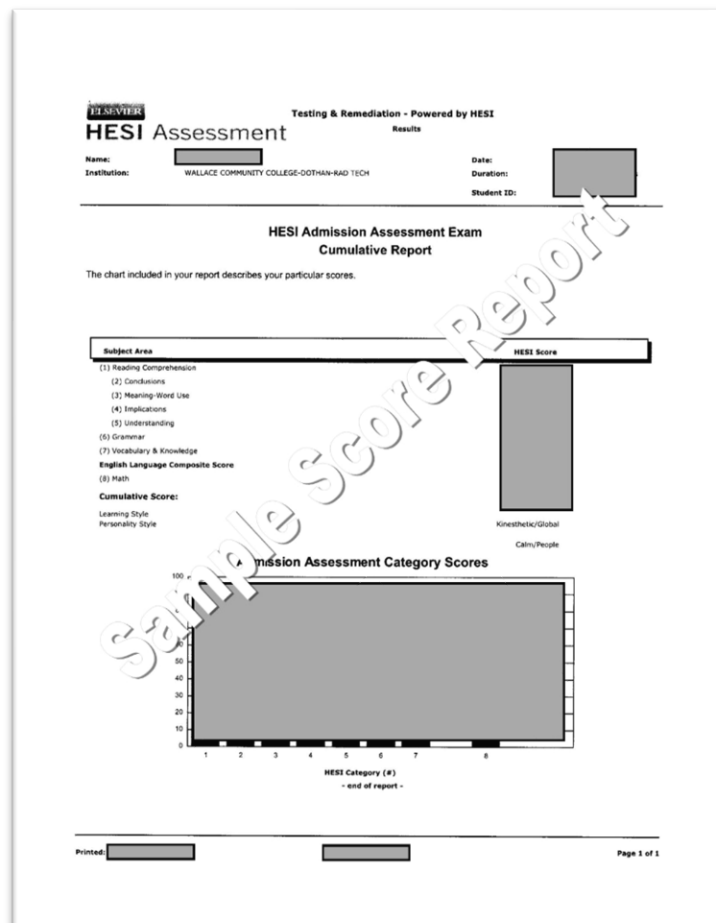 ELSEVIER
HESI Assessment
Testing & Remediation - Powered by HESI
Results
Name:
Institution: WALLACE COMMUNITY COLLEGE-DOTHAN-RAD TECH
Date:
Duration:
Student ID:
HESI Admission Assessment Exam
Cumulative Report
The chart included in your report describes your particular scores.
Subject Area HESI Score
(1) Reading Comprehension
(2) Conclusions
(3) Meaning-Word Use
(4) Implications
(5) Understanding
(6) Grammar
(7) Vocabulary & Knowledge
English Language Composite Score
(8) Math
Cumulative Score:
Learning Style Kinesthetic/Global
Personality Style Calm/People
Sample Score Report
Assessment Category Scores
100
60
50
40
30
20
10
0
1 2 3 4 5 6 7 8
HESI Category (#)
- end of report -
Printed: Page 1 of 1